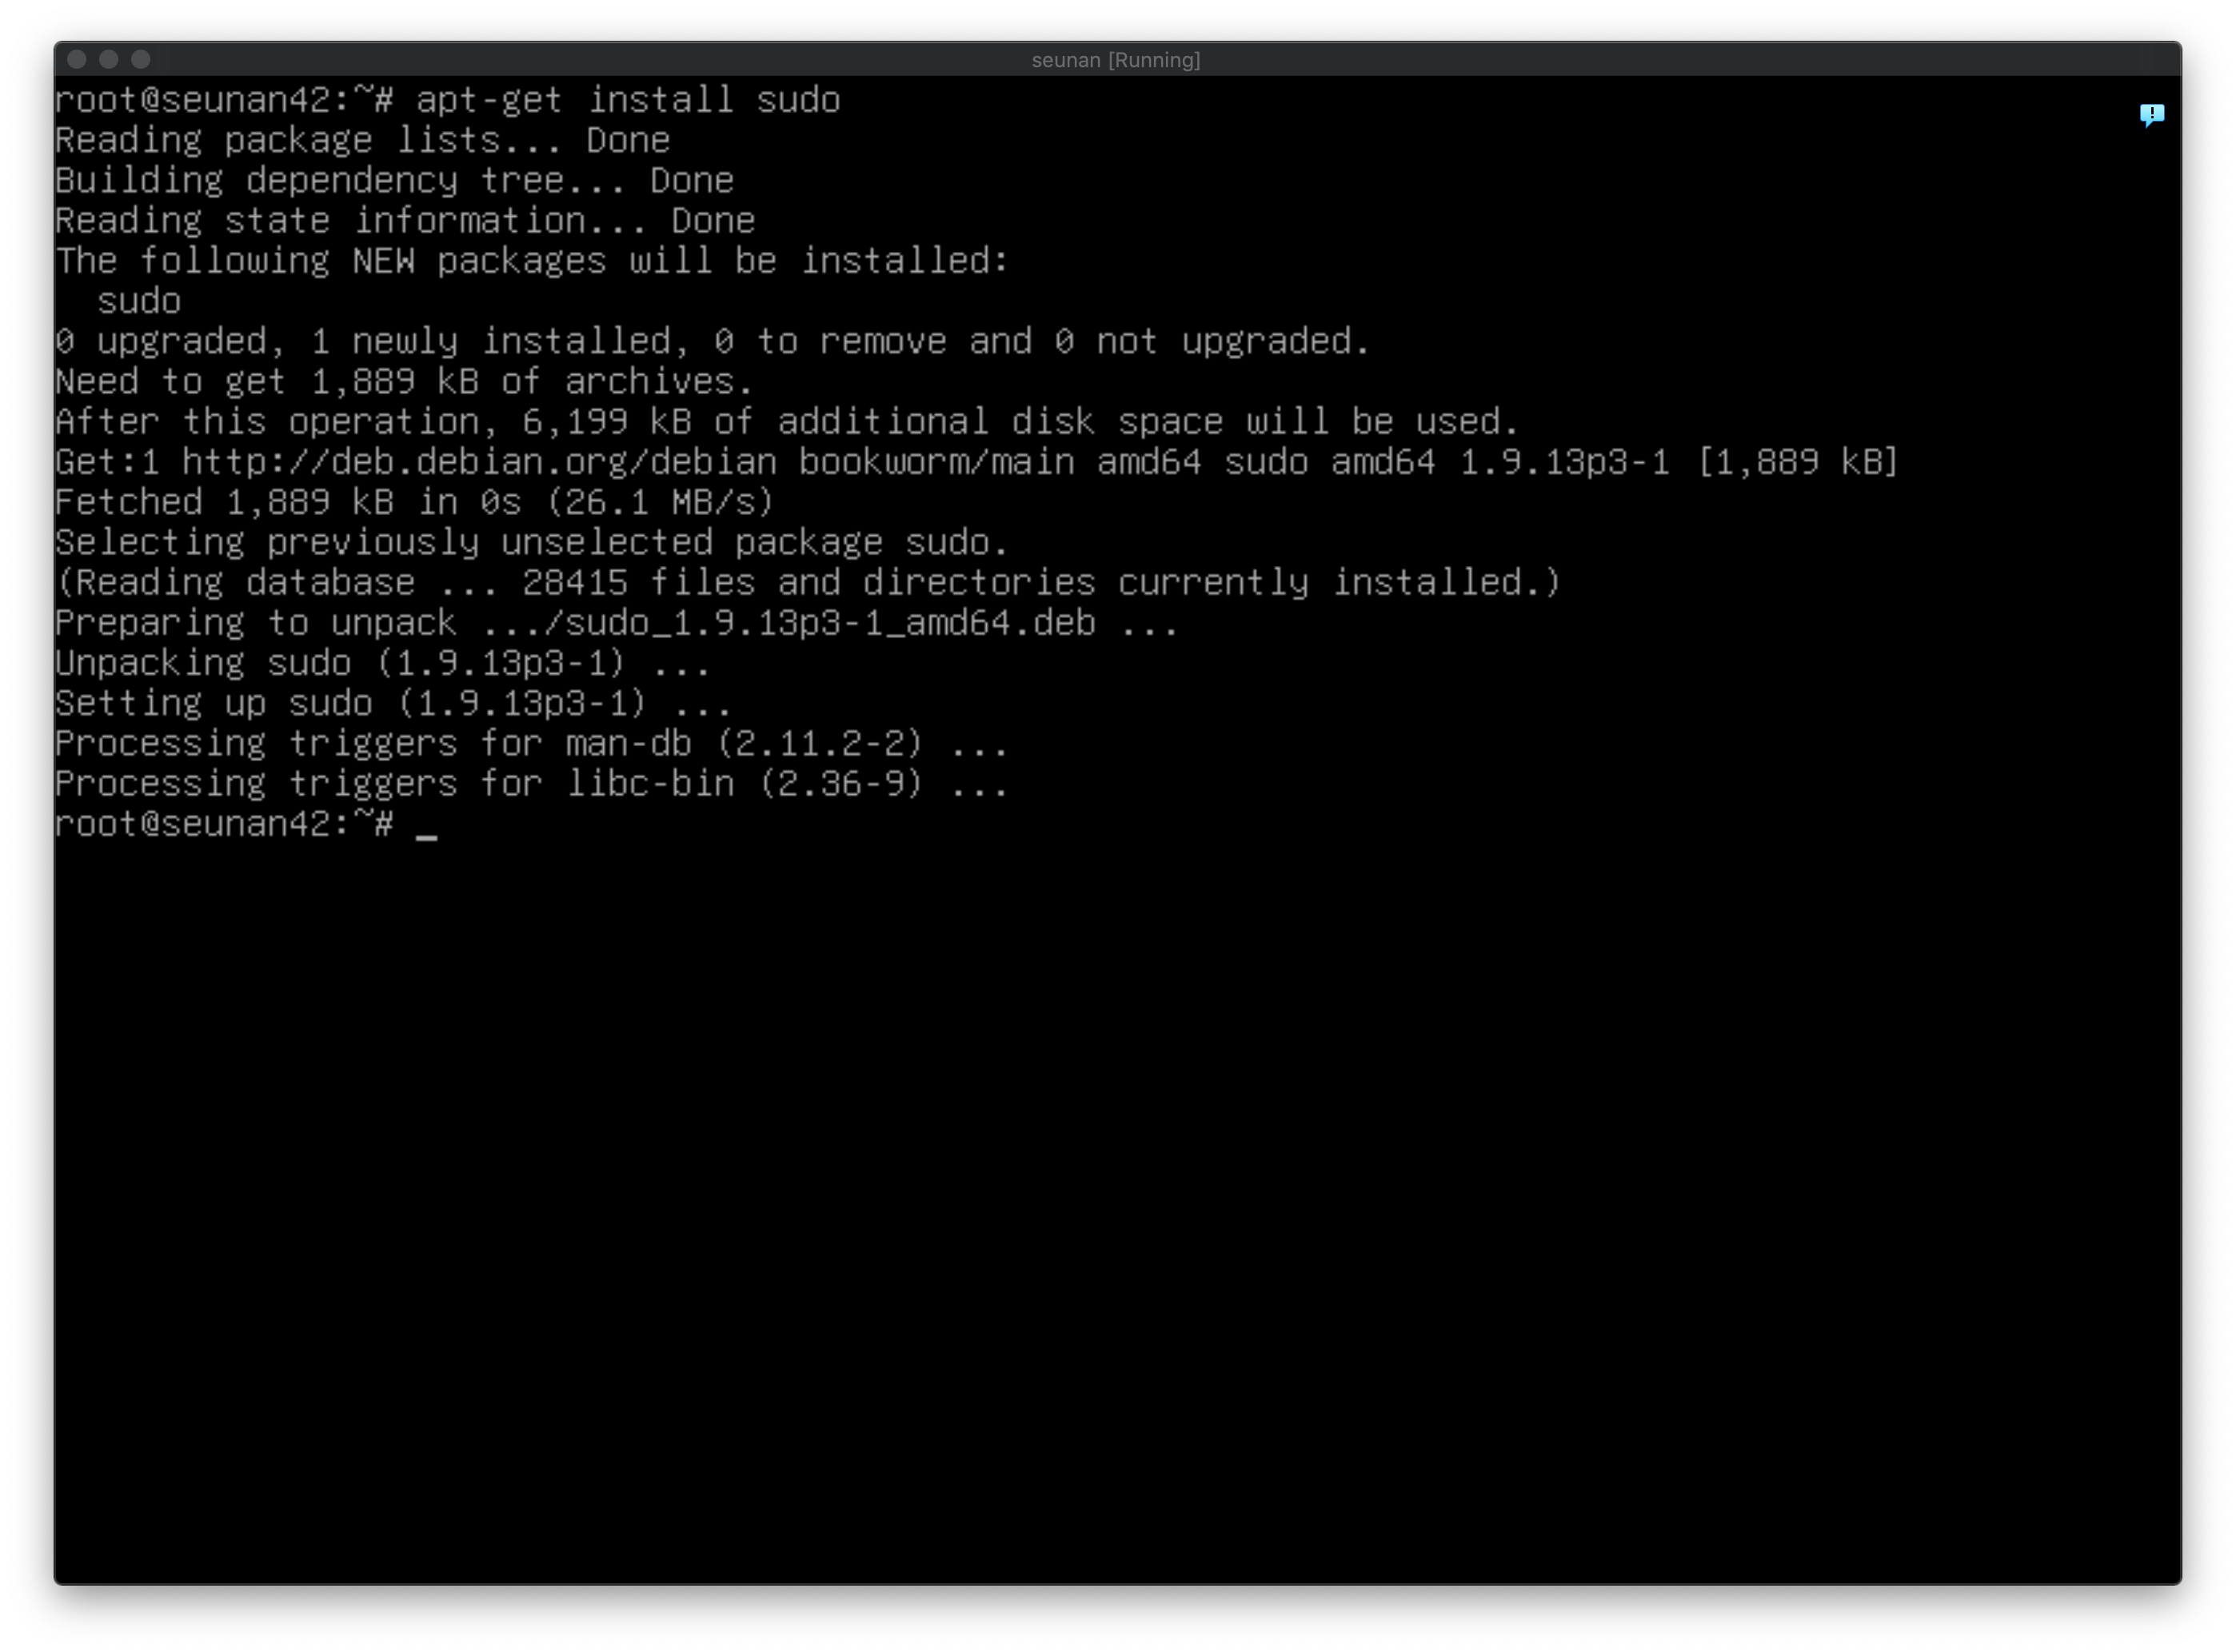 seunan [Running]
root@seunan42:~# apt-get install sudo
Reading package lists... Done
Building dependency tree... Done
Reading state information... Done
The following NEW packages will be installed:
  sudo
0 upgraded, 1 newly installed, 0 to remove and 0 not upgraded.
Need to get 1,889 kB of archives.
After this operation, 6,199 kB of additional disk space will be used.
Get:1 http://deb.debian.org/debian bookworm/main amd64 sudo amd64 1.9.13p3-1 [1,889 kB]
Fetched 1,889 kB in 0s (26.1 MB/s)
Selecting previously unselected package sudo.
(Reading database ... 28415 files and directories currently installed.)
Preparing to unpack .../sudo_1.9.13p3-1_amd64.deb ...
Unpacking sudo (1.9.13p3-1) ...
Setting up sudo (1.9.13p3-1) ...
Processing triggers for man-db (2.11.2-2) ...
Processing triggers for libc-bin (2.36-9) ...
root@seunan42:~# _